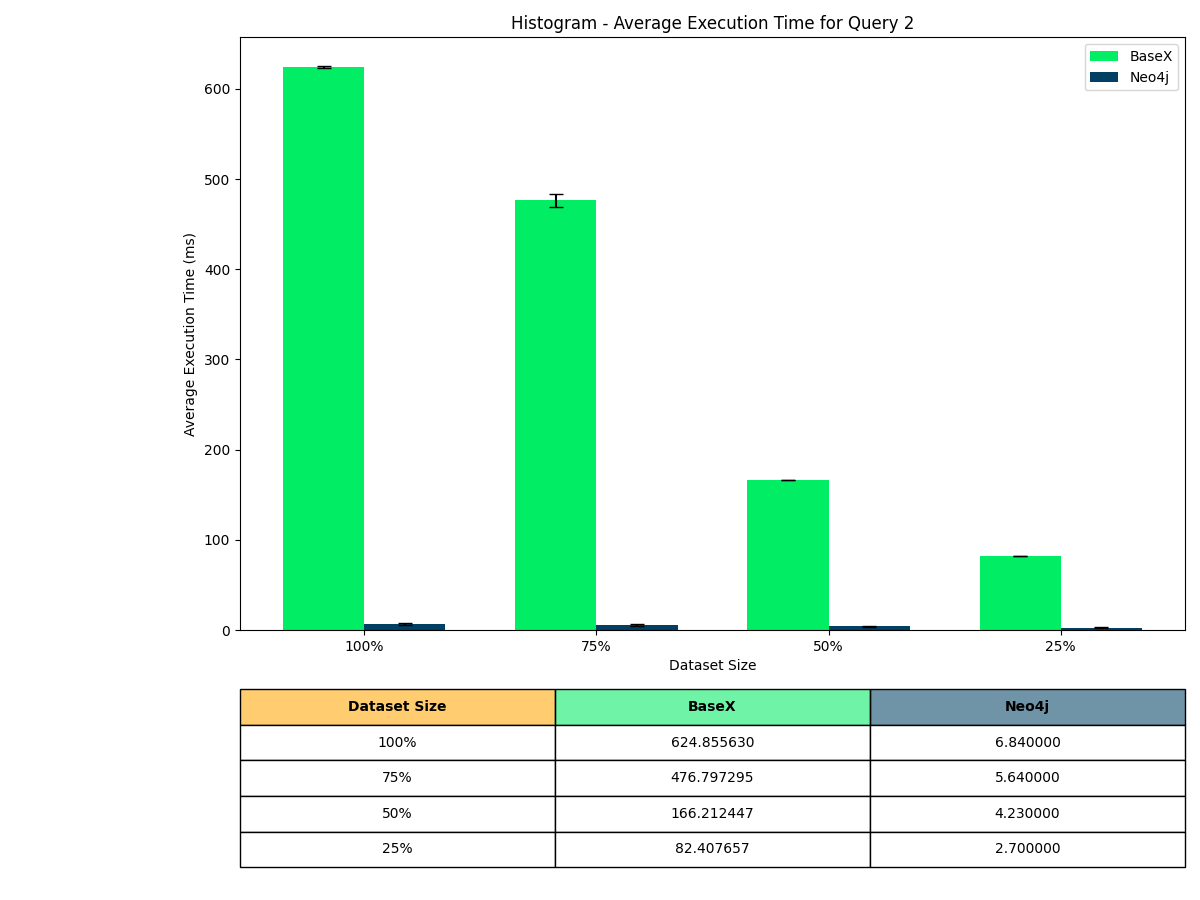 Histogram - Average Execution Time for Query 2
BaseX
Neo4j
600
500
400
300
200
100
0
Average Execution Time (ms)
100% 75% 50% 25%
Dataset Size
Dataset Size BaseX Neo4j
100% 624.855630 6.840000
75% 476.797295 5.640000
50% 166.212447 4.230000
25% 82.407657 2.700000